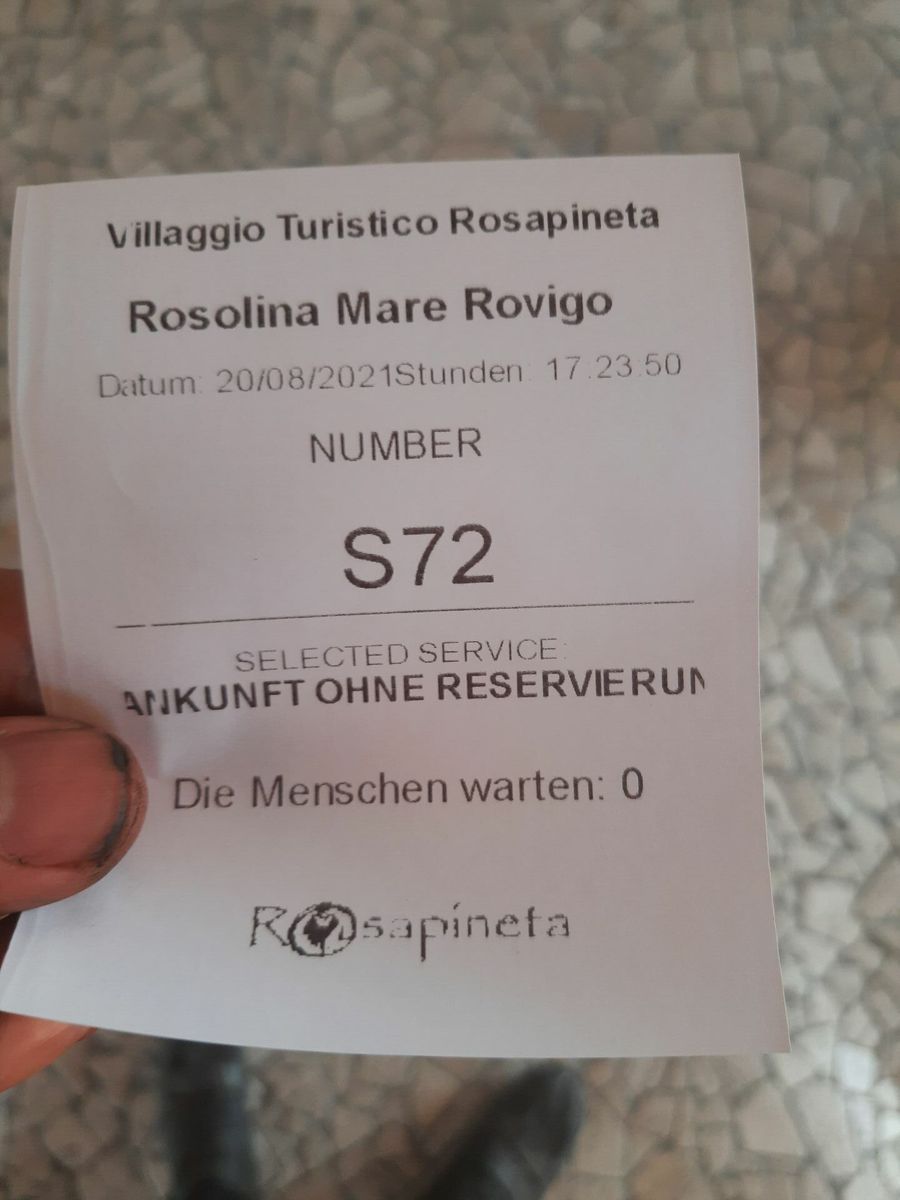 Villaggio Turistico Rosapineta
Rosolina Mare Rovigo
Datum: 20/08/2021Stunden: 17:23:50
NUMBER
S72
SELECTED SERVICE:
ANKUNFT OHNE RESERVIERUN
Die Menschen warten: 0
Rosapineta